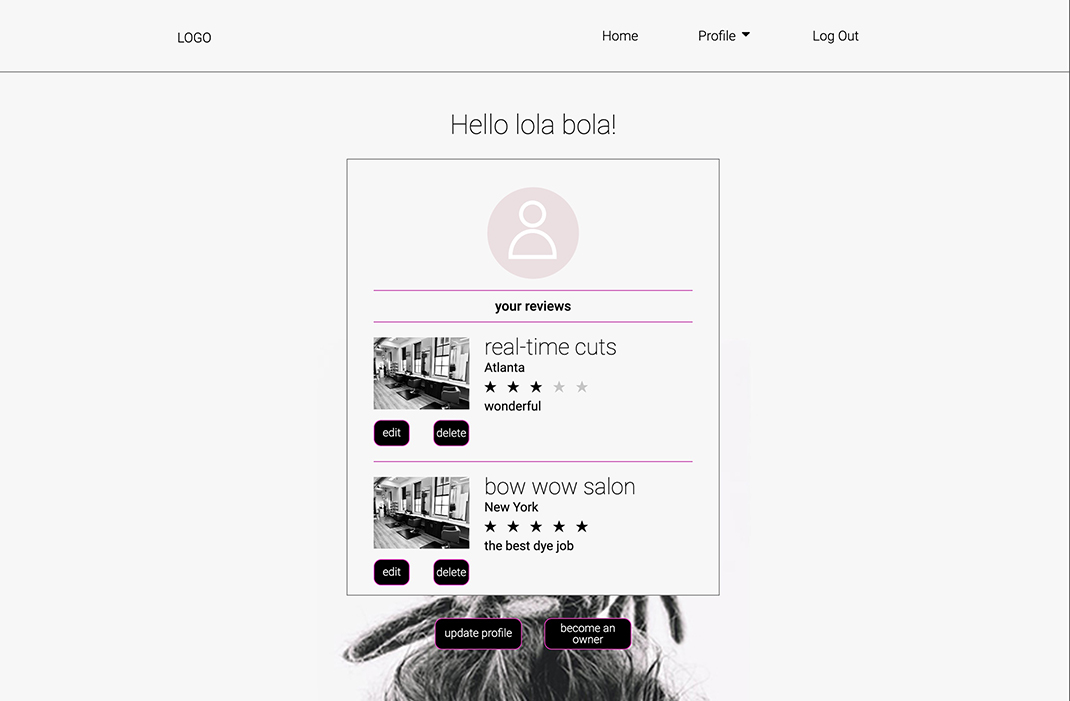 LOGO
Home
Profile
Log Out
Hello lola bola!
your reviews
real-time cuts
Atlanta
wonderful
edit
delete
bow wow salon
New York
the best dye job
edit
delete
update profile
become an
owner